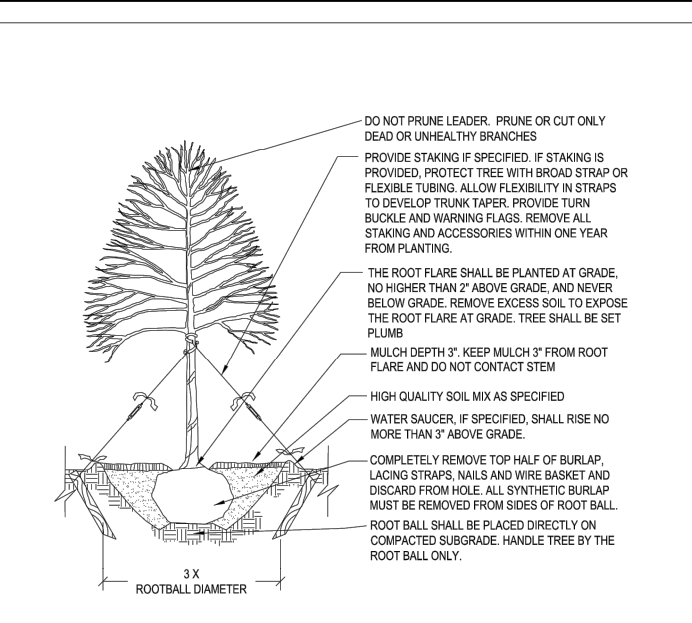 DO NOT PRUNE LEADER. PRUNE OR CUT ONLY
DEAD OR UNHEALTHY BRANCHES
PROVIDE STAKING IF SPECIFIED. IF STAKING IS
PROVIDED, PROTECT TREE WITH BROAD STRAP OR
FLEXIBLE TUBING. ALLOW FLEXIBILITY IN STRAPS
TO DEVELOP TRUNK TAPER. PROVIDE TURN
BUCKLE AND WARNING FLAGS. REMOVE ALL
STAKING AND ACCESSORIES WITHIN ONE YEAR
FROM PLANTING.
THE ROOT FLARE SHALL BE PLANTED AT GRADE,
NO HIGHER THAN 2" ABOVE GRADE, AND NEVER
BELOW GRADE. REMOVE EXCESS SOIL TO EXPOSE
THE ROOT FLARE AT GRADE. TREE SHALL BE SET
PLUMB
MULCH DEPTH 3". KEEP MULCH 3" FROM ROOT
FLARE AND DO NOT CONTACT STEM
HIGH QUALITY SOIL MIX AS SPECIFIED
WATER SAUCER, IF SPECIFIED, SHALL RISE NO
MORE THAN 3" ABOVE GRADE.
COMPLETELY REMOVE TOP HALF OF BURLAP,
LACING STRAPS, NAILS AND WIRE BASKET AND
DISCARD FROM HOLE. ALL SYNTHETIC BURLAP
MUST BE REMOVED FROM SIDES OF ROOT BALL.
ROOT BALL SHALL BE PLACED DIRECTLY ON
COMPACTED SUBGRADE. HANDLE TREE BY THE
ROOT BALL ONLY.
3 X
ROOTBALL DIAMETER